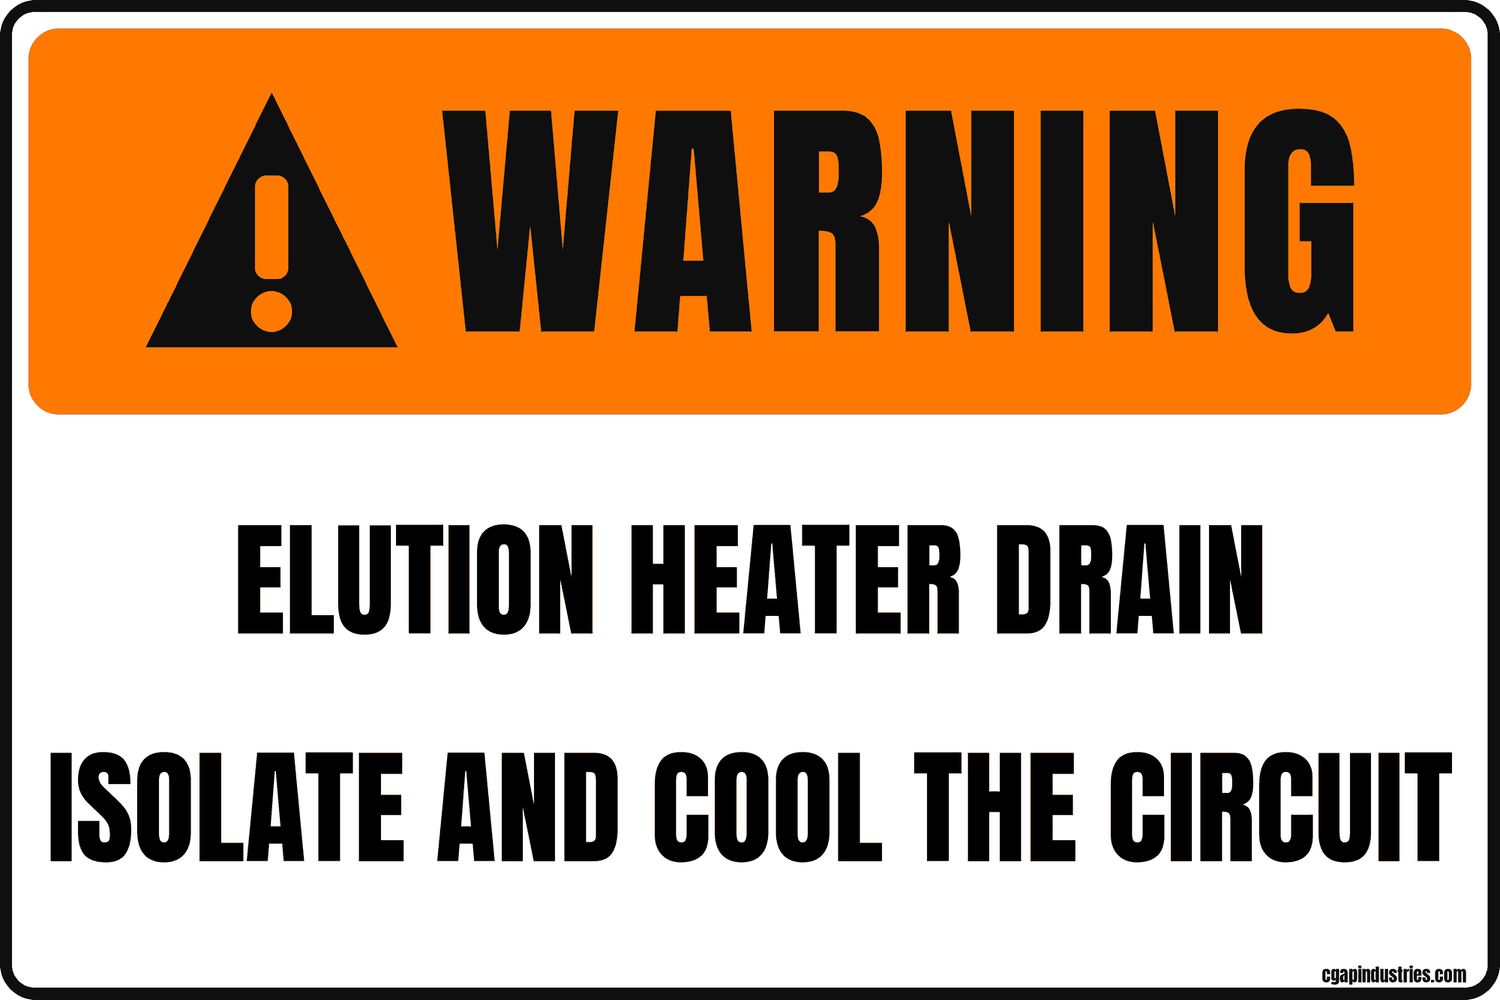 WARNING
ELUTION HEATER DRAIN
ISOLATE AND COOL THE CIRCUIT
cgapindustries.com